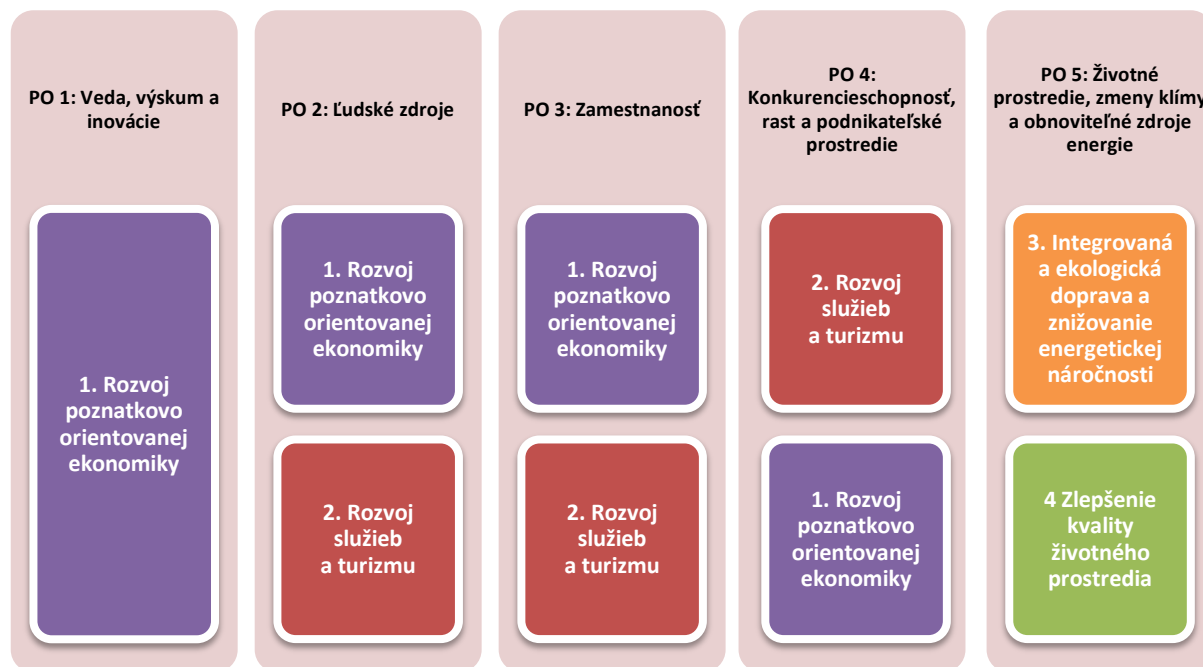 PO 1: Veda, výskum a
inovácie
1. Rozvoj
poznatkovo
orientovanej
ekonomiky
PO 2: Ľudské zdroje
1. Rozvoj
poznatkovo
orientovanej
ekonomiky
2. Rozvoj
služieb
a turizmu
PO 3: Zamestnanosť
1. Rozvoj
poznatkovo
orientovanej
ekonomiky
2. Rozvoj
služieb
a turizmu
PO 4:
Konkurencieschopnosť,
rast a podnikateľské
prostredie
2. Rozvoj
služieb
a turizmu
1. Rozvoj
poznatkovo
orientovanej
ekonomiky
PO 5: Životné
prostredie, zmeny klímy
a obnoviteľné zdroje
energie
3. Integrovaná
a ekologická
doprava a
znižovanie
energetickej
náročnosti
4 Zlepšenie
kvality
životného
prostredia